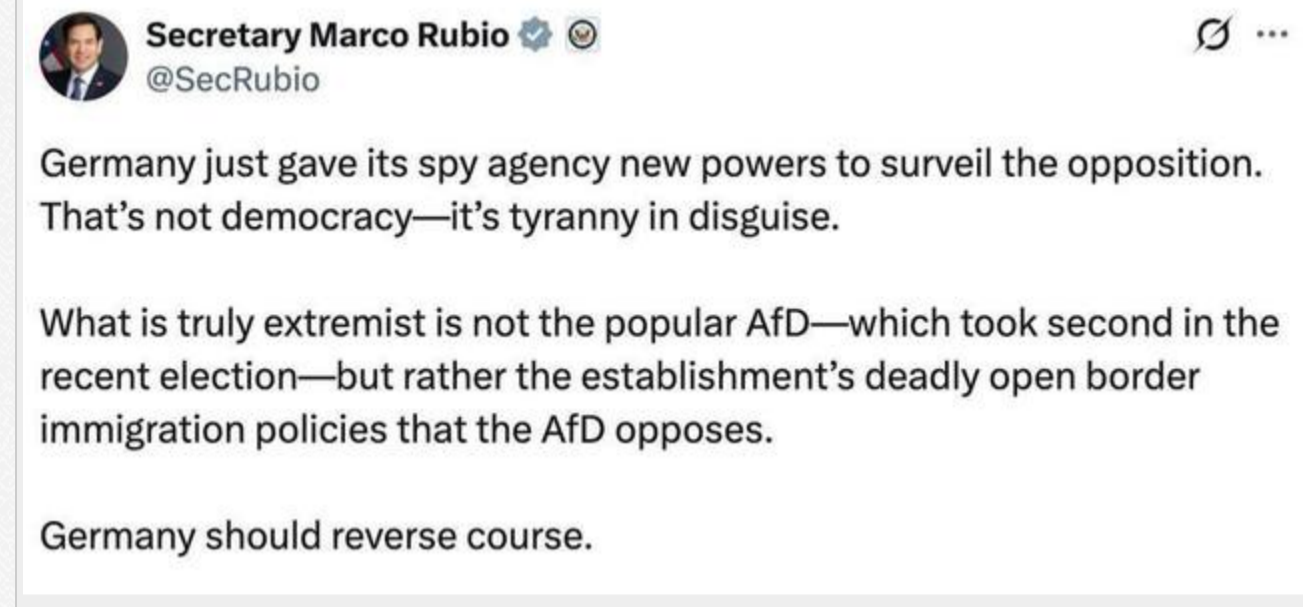 Secretary Marco Rubio
@SecRubio
Germany just gave its spy agency new powers to surveil the opposition.
That’s not democracy—it’s tyranny in disguise.
What is truly extremist is not the popular AfD—which took second in the
recent election—but rather the establishment’s deadly open border
immigration policies that the AfD opposes.
Germany should reverse course.